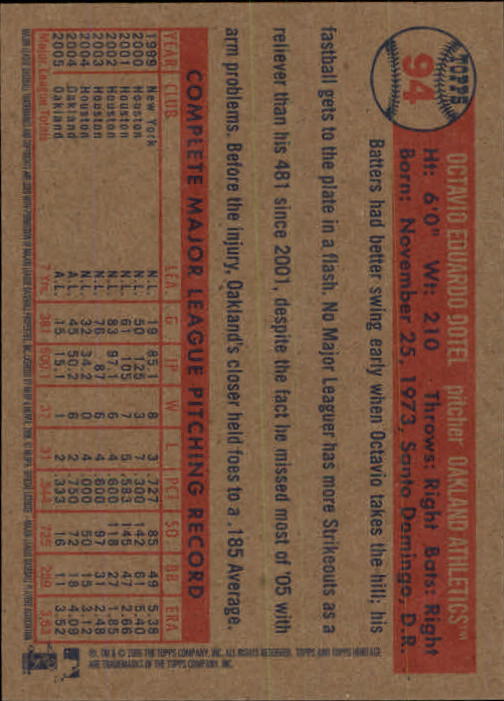 TOPPS
94
OCTAVIO EDUARDO DOTEL pitcher OAKLAND ATHLETICS™
Ht: 6'0" Wt: 210 Throws: Right Bats: Right
Born: November 25, 1973, Santo Domingo, D.R.
Batters had better swing early when Octavio takes the hill; his
fastball gets to the plate in a flash. No Major Leaguer has more Strikeouts as a
reliever than his 481 since 2001, despite the fact he missed most of '05 with
arm problems. Before the injury, Oakland's closer held foes to a .185 Average.
COMPLETE MAJOR LEAGUE PITCHING RECORD
YEAR CLUB LEA. G IP W L PCT SO BB ERA
1999 New York N.L. 19 85.1 8 3 .727 85 49 5.38
2000 Houston N.L. 50 125 3 7 .300 142 61 5.40
2001 Houston N.L. 61 105 7 5 .583 145 47 2.66
2002 Houston N.L. 83 97.1 6 4 .600 118 27
2003 Houston N.L. 76 87 6 4 .600 97 31 2.48
2004 Houston N.L. 32 34.2 0 4 .000 50 15 3.12
2004 Oakland A.L. 45 50.2 6 2 .750 72 18 4.09
2005 Oakland A.L. 15 15.1 1 2 .333 16 11 3.52
Major League Totals 7 Yrs. 381 37 31 .544 725
®, TM & © 2006 THE TOPPS COMPANY, INC. ALL RIGHTS RESERVED. TOPPS AND TOPPS HERITAGE
ARE TRADEMARKS OF THE TOPPS COMPANY, INC.